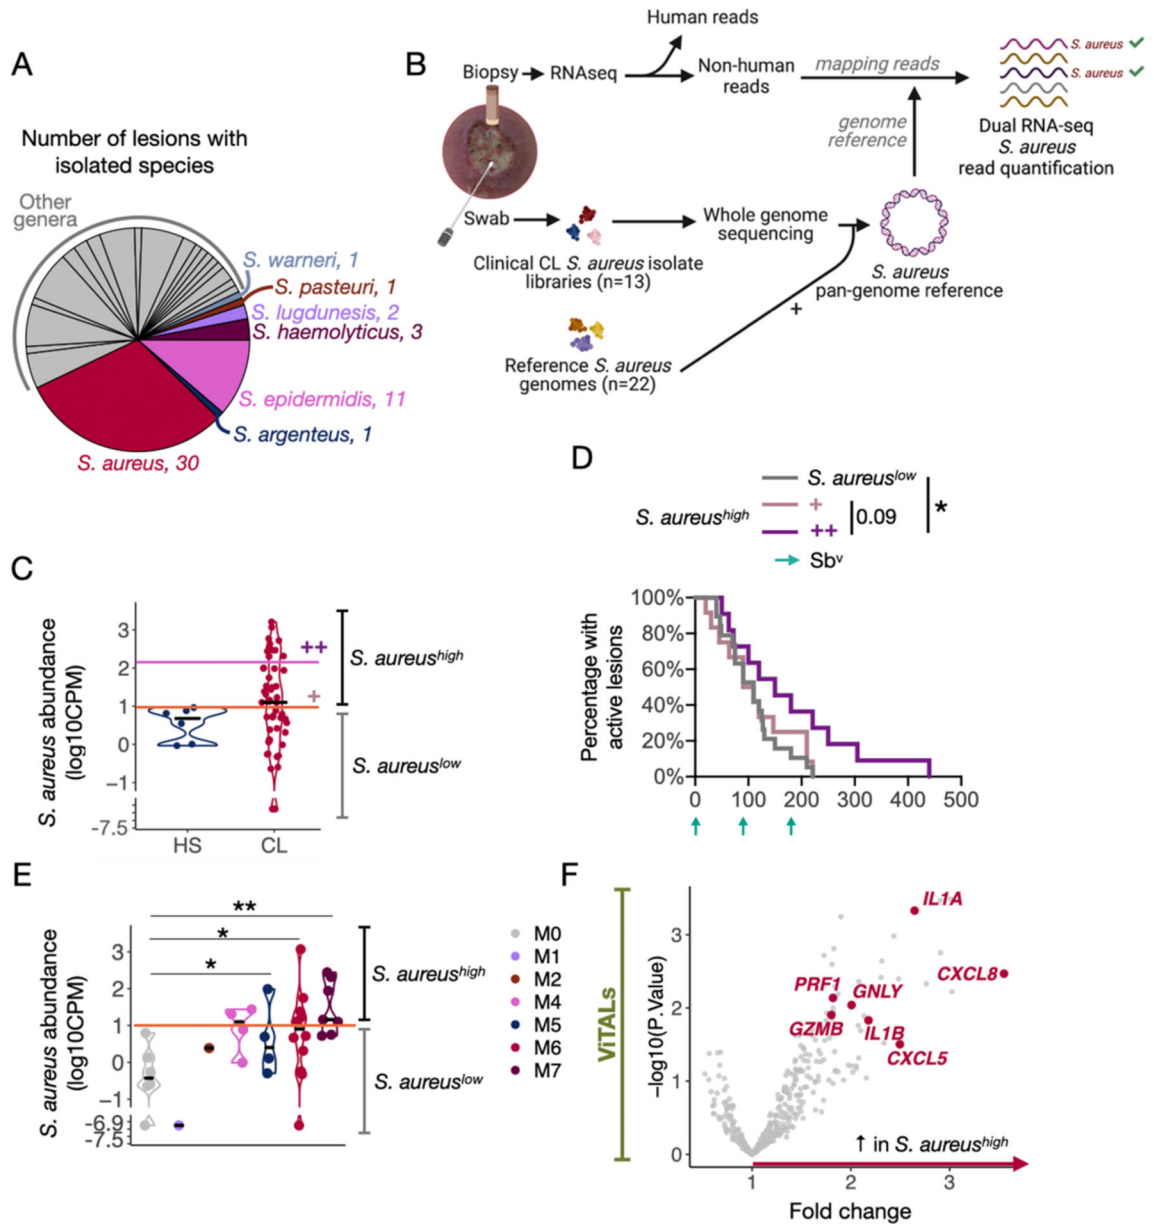 A
Number of lesions with
isolated species
Other
genera
S. warneri, 1
S. pasteuri, 1
S. lugdunesis, 2
S. haemolyticus, 3
S. epidermidis, 11
S. argenteus, 1
S. aureus, 30
B
Human reads
Biopsy
RNAseq
Non-human
reads
mapping reads
S. aureus
S. aureus
genome
reference
Dual RNA-seq
S. aureus
read quantification
Swab
Whole genome
sequencing
Clinical CL S. aureus isolate
libraries (n=13)
S. aureus
pan-genome reference
+
Reference S. aureus
genomes (n=22)
C
S. aureus abundance
(log10CPM)
3
2
1
0
−1
-7.5
HS
CL
++
+
S. aureushigh
S. aureuslow
D
S. aureuslow
S. aureushigh
+
++
0.09
*
Sbv
Percentage with
active lesions
100%
80%
60%
40%
20%
0%
0
100
200
300
400
500
E
S. aureus abundance
(log10CPM)
3
2
1
0
−1
-6.9
-7.5
**
*
*
S. aureushigh
S. aureuslow
M0
M1
M2
M4
M5
M6
M7
F
ViTALs
−log10(P.Value)
3
2
1
0
IL1A
CXCL8
PRF1
GNLY
GZMB
IL1B
CXCL5
↑ in S. aureushigh
1
2
3
Fold change